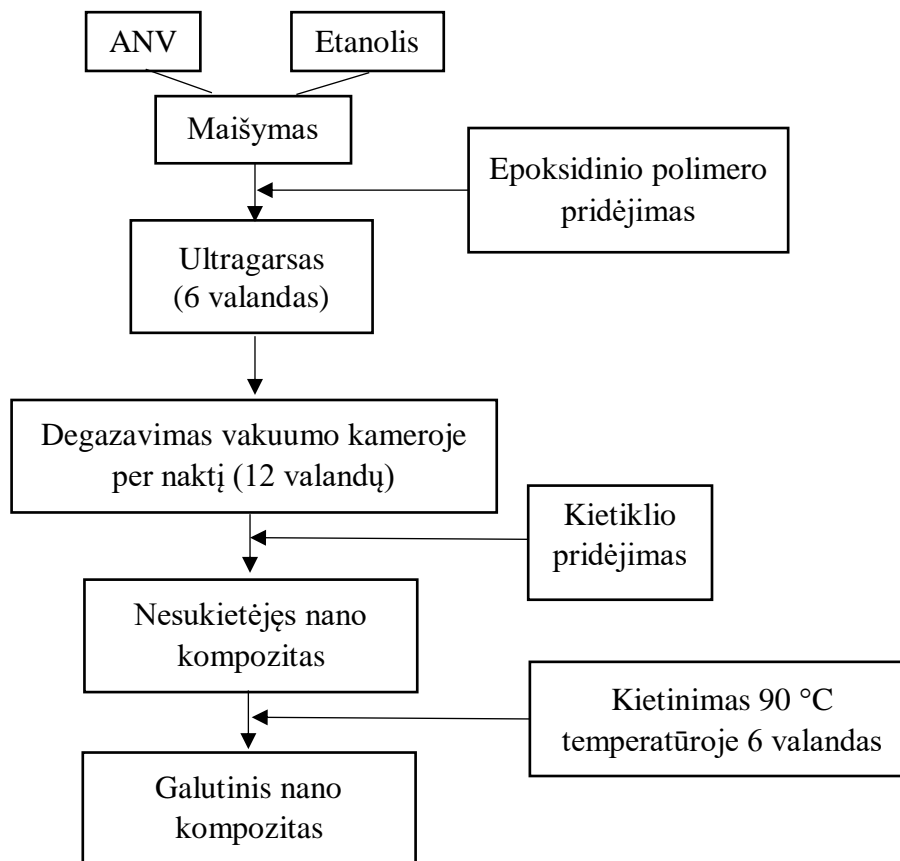 ANV
Etanolis
Maišymas
Epoksidinio polimero
pridėjimas
Ultragarsas
(6 valandas)
Degazavimas vakuumo kameroje
per naktį (12 valandų)
Kietiklio
pridėjimas
Nesukietėjęs nano
kompozitas
Kietinimas 90 °C
temperatūroje 6 valandas
Galutinis nano
kompozitas